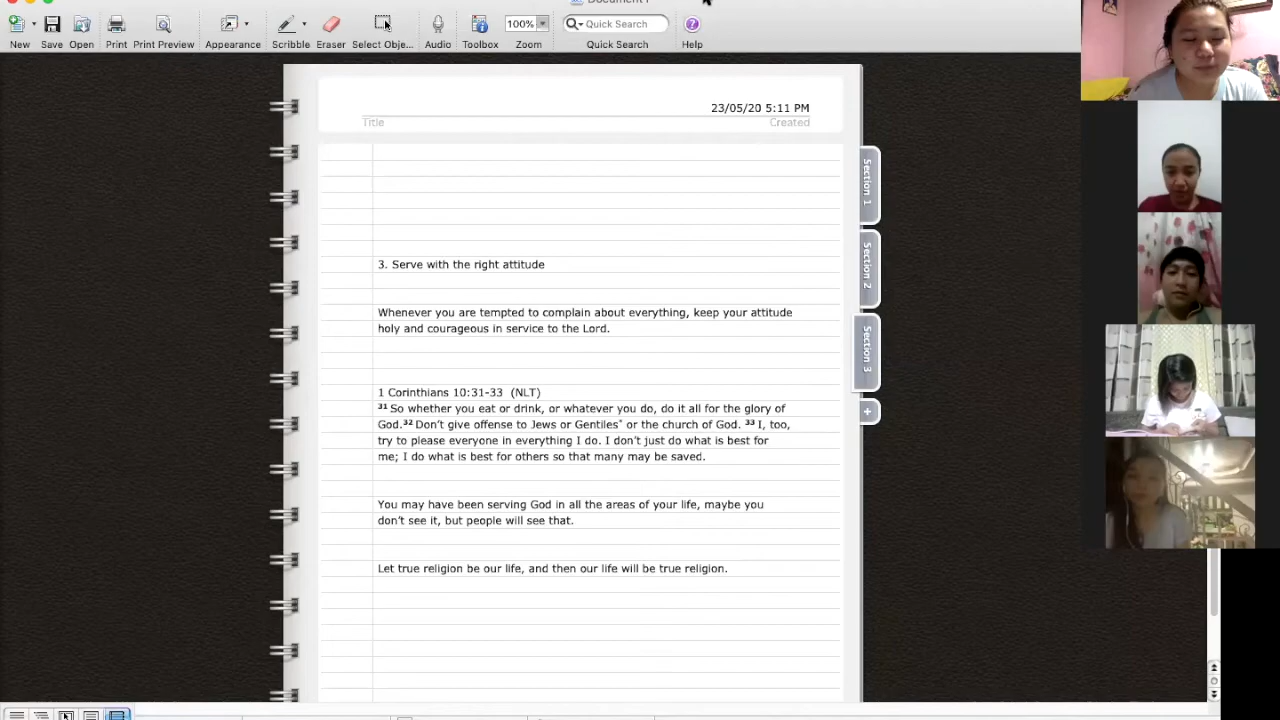 New Save Open Print Print Preview Appearance Scribble Eraser Select Obje... Audio Toolbox 100% Zoom Quick Search Quick Search Help
23/05/20 5:11 PM
Title Created
Section 1
Section 2
Section 3
+
3. Serve with the right attitude
Whenever you are tempted to complain about everything, keep your attitude
holy and courageous in service to the Lord.
1 Corinthians 10:31-33 (NLT)
31 So whether you eat or drink, or whatever you do, do it all for the glory of
God.32 Don't give offense to Jews or Gentiles* or the church of God. 33 I, too,
try to please everyone in everything I do. I don't just do what is best for
me; I do what is best for others so that many may be saved.
You may have been serving God in all the areas of your life, maybe you
don't see it, but people will see that.
Let true religion be our life, and then our life will be true religion.